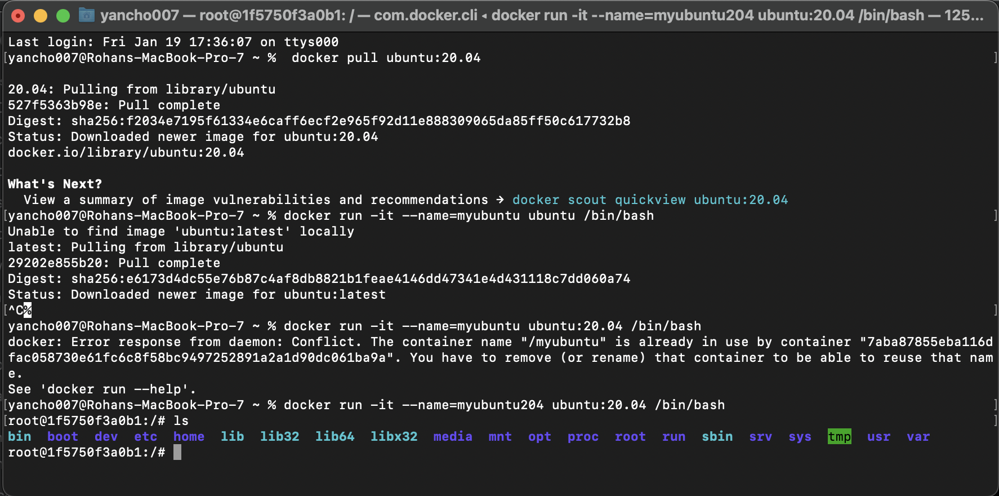 yancho007 — root@1f5750f3a0b1: / — com.docker.cli ◂ docker run -it --name=myubuntu204 ubuntu:20.04 /bin/bash — 125...
Last login: Fri Jan 19 17:36:07 on ttys000
[yancho007@Rohans-MacBook-Pro-7 ~ %  docker pull ubuntu:20.04 ]
20.04: Pulling from library/ubuntu
527f5363b98e: Pull complete
Digest: sha256:f2034e7195f61334e6caff6ecf2e965f92d11e888309065da85ff50c617732b8
Status: Downloaded newer image for ubuntu:20.04
docker.io/library/ubuntu:20.04
What's Next?
  View a summary of image vulnerabilities and recommendations → docker scout quickview ubuntu:20.04
[yancho007@Rohans-MacBook-Pro-7 ~ % docker run -it --name=myubuntu ubuntu /bin/bash ]
Unable to find image 'ubuntu:latest' locally
latest: Pulling from library/ubuntu
29202e855b20: Pull complete
Digest: sha256:e6173d4dc55e76b87c4af8db8821b1feae4146dd47341e4d431118c7dd060a74
Status: Downloaded newer image for ubuntu:latest
[^C% ]
yancho007@Rohans-MacBook-Pro-7 ~ % docker run -it --name=myubuntu ubuntu:20.04 /bin/bash
docker: Error response from daemon: Conflict. The container name "/myubuntu" is already in use by container "7aba87855eba116d
fac058730e61fc6c8f58bc9497252891a2a1d90dc061ba9a". You have to remove (or rename) that container to be able to reuse that nam
e.
See 'docker run --help'.
[yancho007@Rohans-MacBook-Pro-7 ~ % docker run -it --name=myubuntu204 ubuntu:20.04 /bin/bash ]
[root@1f5750f3a0b1:/# ls ]
bin  boot  dev  etc  home  lib  lib32  lib64  libx32  media  mnt  opt  proc  root  run  sbin  srv  sys  tmp  usr  var
root@1f5750f3a0b1:/#